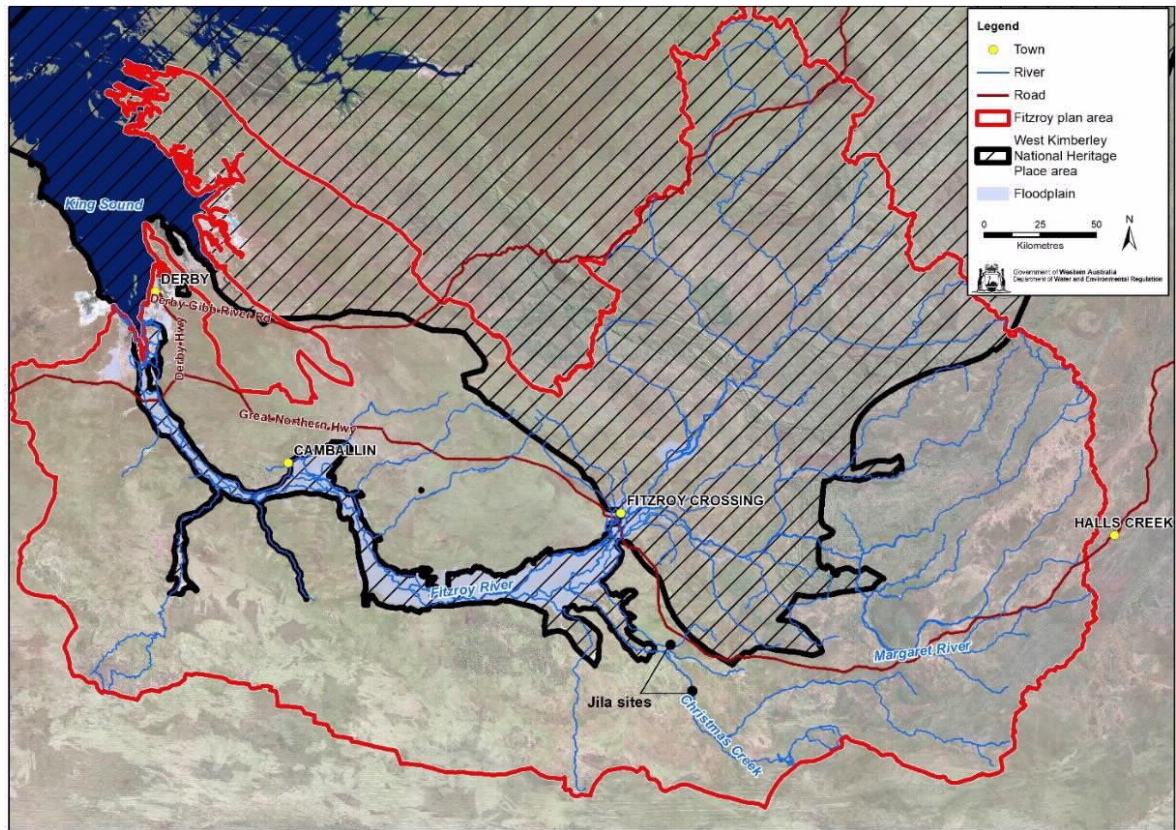 Legend
Town
River
Road
Fitzroy plan area
West Kimberley
National Heritage
Place area
Floodplain
0 25 50
Kilometres
N
Government of Western Australia
Department of Water and Environmental Regulation
King Sound
DERBY
Derby Gibb River Rd
Derby Hwy
Great Northern Hwy
CAMBALLIN
FITZROY CROSSING
HALLS CREEK
Fitzroy River
Margaret River
Jila sites
Christmas Creek